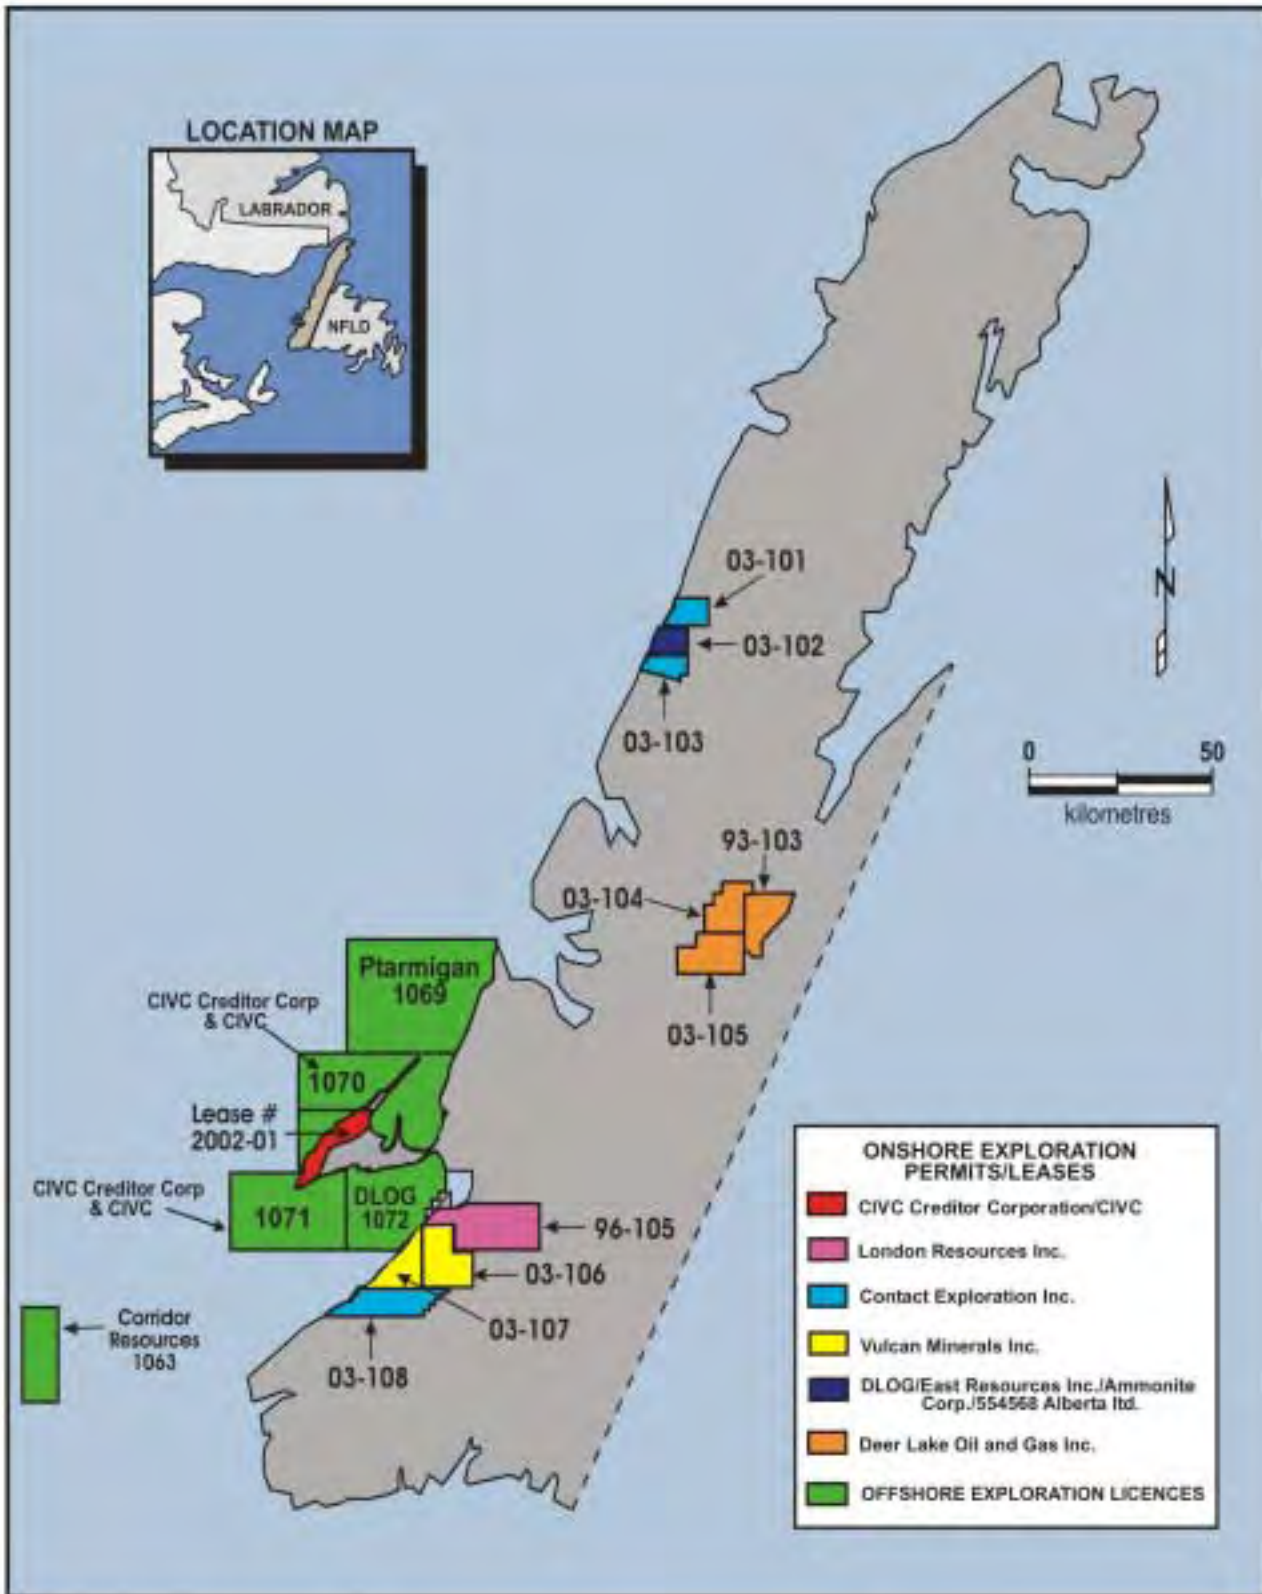 LOCATION MAP
LABRADOR
NFLD
03-101
03-102
03-103
N
0 50
kilometres
93-103
03-104
03-105
Ptarmigan
1069
CIVC Creditor Corp
& CIVC
1070
Lease #
2002-01
CIVC Creditor Corp
& CIVC
1071
DLOG
1072
96-105
03-106
03-107
03-108
Corridor
Resources
1063
ONSHORE EXPLORATION
PERMITS/LEASES
CIVC Creditor Corporation/CIVC
London Resources Inc.
Contact Exploration Inc.
Vulcan Minerals Inc.
DLOG/East Resources Inc./Ammonite
Corp./554568 Alberta ltd.
Deer Lake Oil and Gas Inc.
OFFSHORE EXPLORATION LICENCES